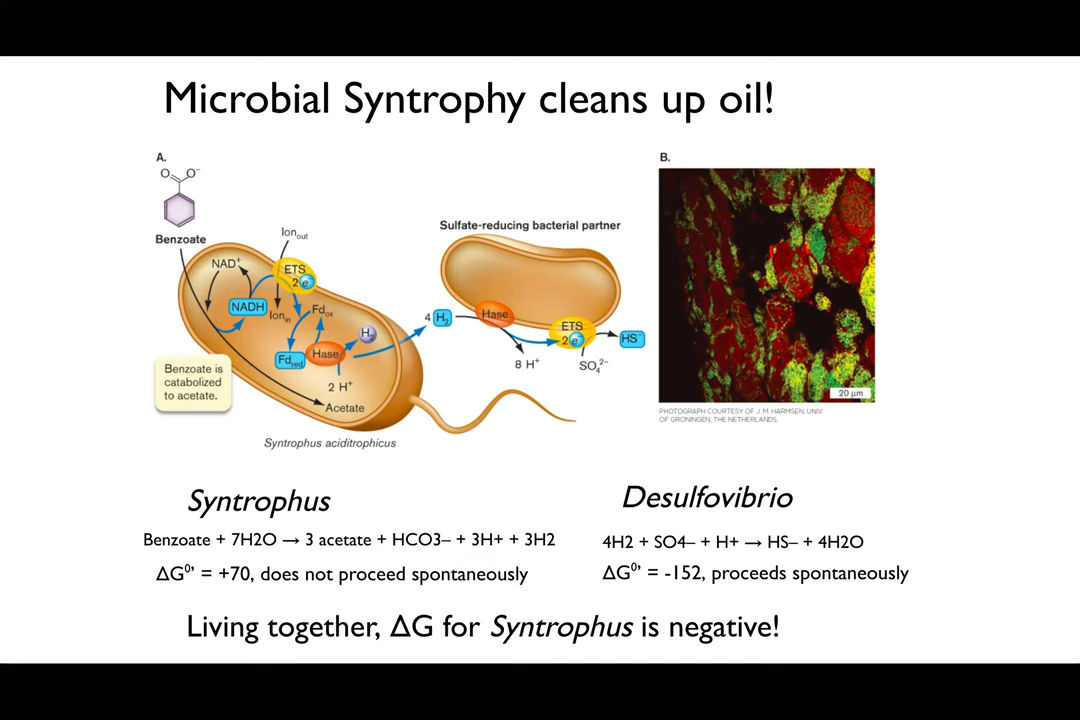 Microbial Syntrophy cleans up oil!
A.
O
O–
Benzoate
NAD+
NADH
Ionout
ETS
2 e–
Ionin
Fdox
Fdred
Hase
H2
2 H+
Acetate
Benzoate is
catabolized
to acetate.
Syntrophus aciditrophicus
Sulfate-reducing bacterial partner
4 H2
Hase
8 H+
ETS
2 e–
SO42–
HS–
B.
20 μm
PHOTOGRAPH COURTESY OF J. M. HARMSEN, UNIV.
OF GRONINGEN, THE NETHERLANDS.
Syntrophus
Benzoate + 7H2O → 3 acetate + HCO3– + 3H+ + 3H2
ΔG0’ = +70, does not proceed spontaneously
Desulfovibrio
4H2 + SO4– + H+ → HS– + 4H2O
ΔG0’ = -152, proceeds spontaneously
Living together, ΔG for Syntrophus is negative!